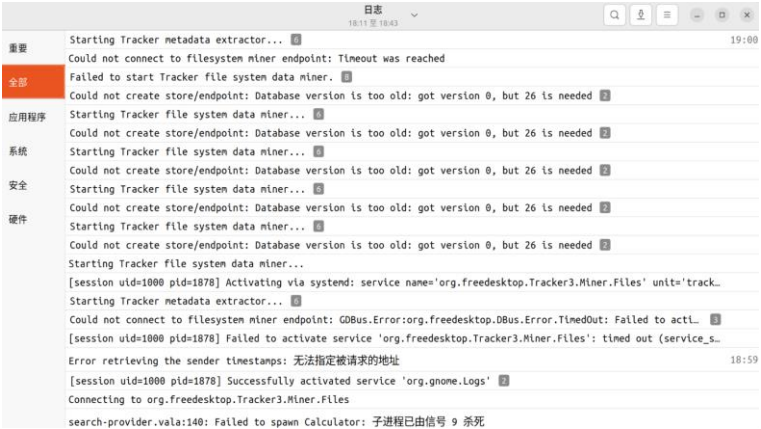 日志
18:11 至 18:43
重要
全部
应用程序
系统
安全
硬件
Starting Tracker metadata extractor... 6 19:00
Could not connect to filesystem miner endpoint: Timeout was reached
Failed to start Tracker file system data miner. 8
Could not create store/endpoint: Database version is too old: got version 0, but 26 is needed 2
Starting Tracker file system data miner... 6
Could not create store/endpoint: Database version is too old: got version 0, but 26 is needed 2
Starting Tracker file system data miner... 6
Could not create store/endpoint: Database version is too old: got version 0, but 26 is needed 2
Starting Tracker file system data miner... 6
Could not create store/endpoint: Database version is too old: got version 0, but 26 is needed 2
Starting Tracker file system data miner... 6
Could not create store/endpoint: Database version is too old: got version 0, but 26 is needed 2
Starting Tracker file system data miner...
[session uid=1000 pid=1878] Activating via systemd: service name='org.freedesktop.Tracker3.Miner.Files' unit='track…
Starting Tracker metadata extractor... 6
Could not connect to filesystem miner endpoint: GDBus.Error:org.freedesktop.DBus.Error.TimedOut: Failed to acti… 3
[session uid=1000 pid=1878] Failed to activate service 'org.freedesktop.Tracker3.Miner.Files': timed out (service_s…
Error retrieving the sender timestamps: 无法指定被请求的地址 18:59
[session uid=1000 pid=1878] Successfully activated service 'org.gnome.Logs' 2
Connecting to org.freedesktop.Tracker3.Miner.Files
search-provider.vala:140: Failed to spawn Calculator: 子进程已由信号 9 杀死